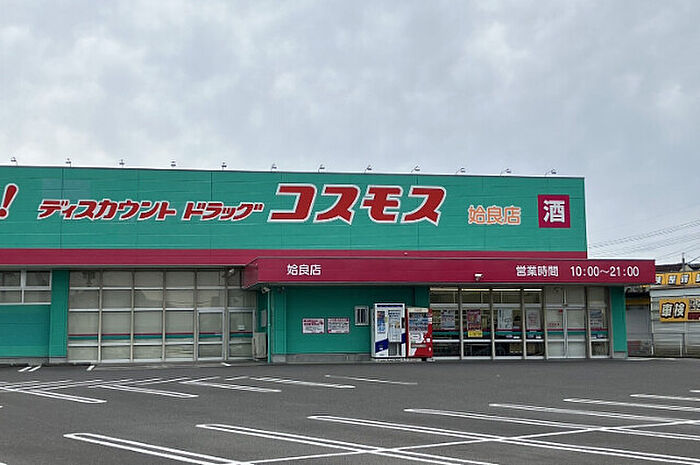 !
ディスカウント ドラッグ コスモス 姶良店 酒
姶良店 営業時間 10:00〜21:00
車検